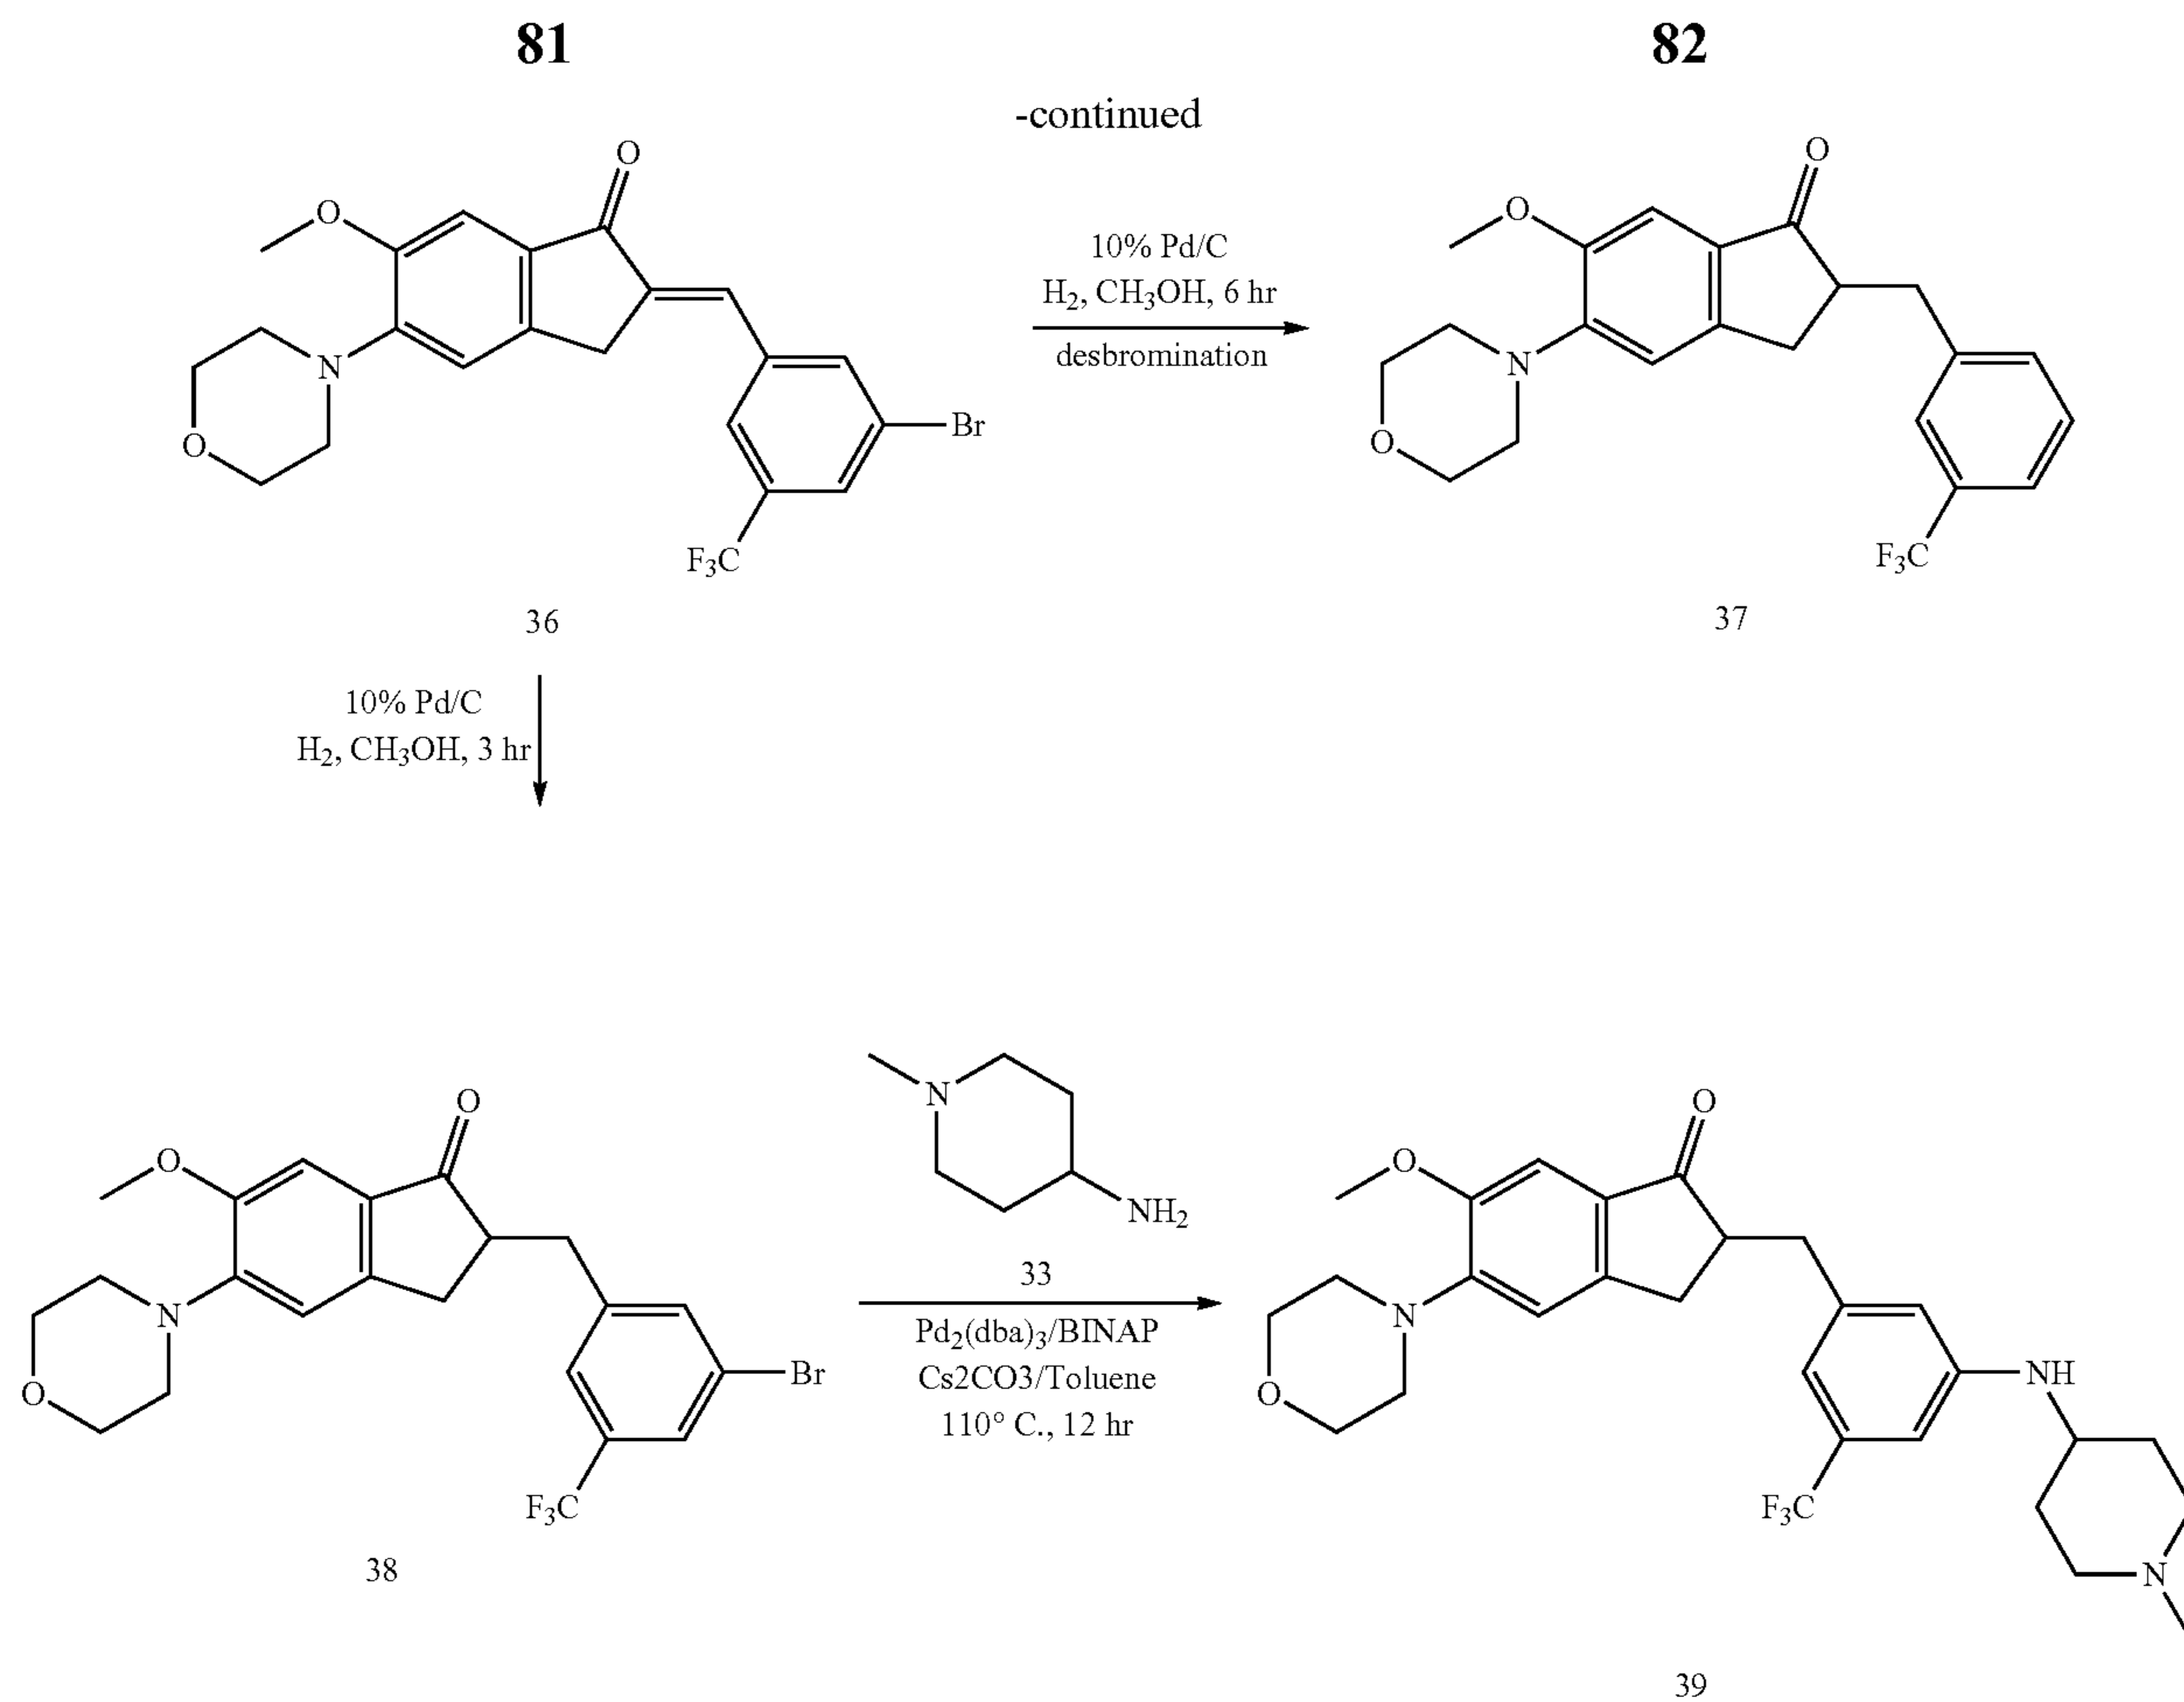 81
82
-continued
O
O
N
O
Br
F₃C
36
10% Pd/C
H₂, CH₃OH, 6 hr
desbromination
O
O
N
O
F₃C
37
10% Pd/C
H₂, CH₃OH, 3 hr
O
O
N
O
Br
F₃C
38
N
NH₂
33
Pd₂(dba)₃/BINAP
Cs2CO3/Toluene
110° C., 12 hr
O
O
N
O
NH
F₃C
N
39